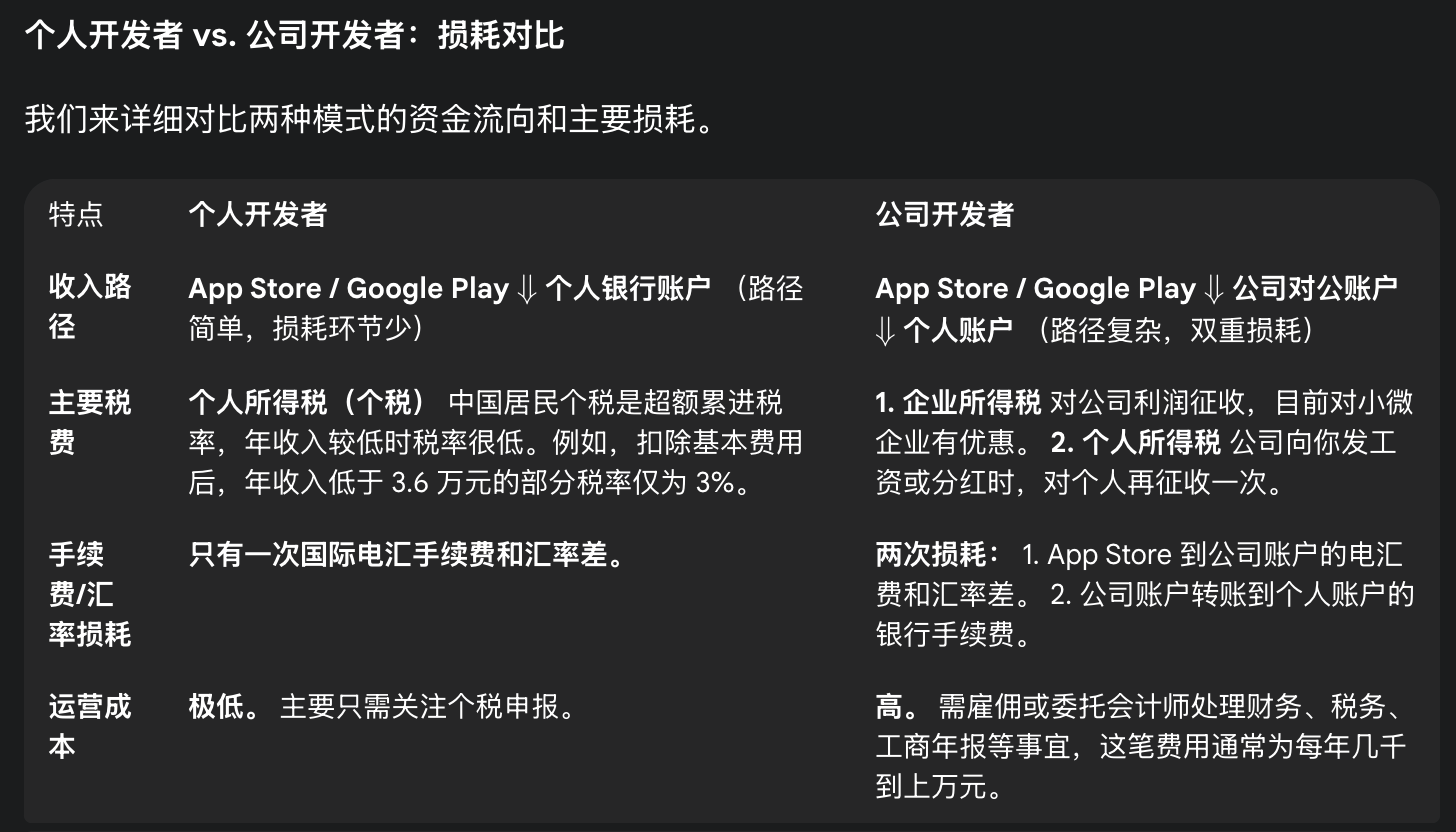 个人开发者 vs. 公司开发者：损耗对比
我们来详细对比两种模式的资金流向和主要损耗。
特点
个人开发者
公司开发者
收入路
径
App Store / Google Play ⇓ 个人银行账户 （路径
简单，损耗环节少）
App Store / Google Play ⇓ 公司对公账户
⇓ 个人账户 （路径复杂，双重损耗）
主要税
费
个人所得税（个税） 中国居民个税是超额累进税
率，年收入较低时税率很低。例如，扣除基本费用
后，年收入低于 3.6 万元的部分税率仅为 3%。
1. 企业所得税 对公司利润征收，目前对小微
企业有优惠。 2. 个人所得税 公司向你发工
资或分红时，对个人再征收一次。
手续
费/汇
率损耗
只有一次国际电汇手续费和汇率差。
两次损耗： 1. App Store 到公司账户的电汇
费和汇率差。 2. 公司账户转账到个人账户的
银行手续费。
运营成
本
极低。 主要只需关注个税申报。
高。 需雇佣或委托会计师处理财务、税务、
工商年报等事宜，这笔费用通常为每年几千
到上万元。